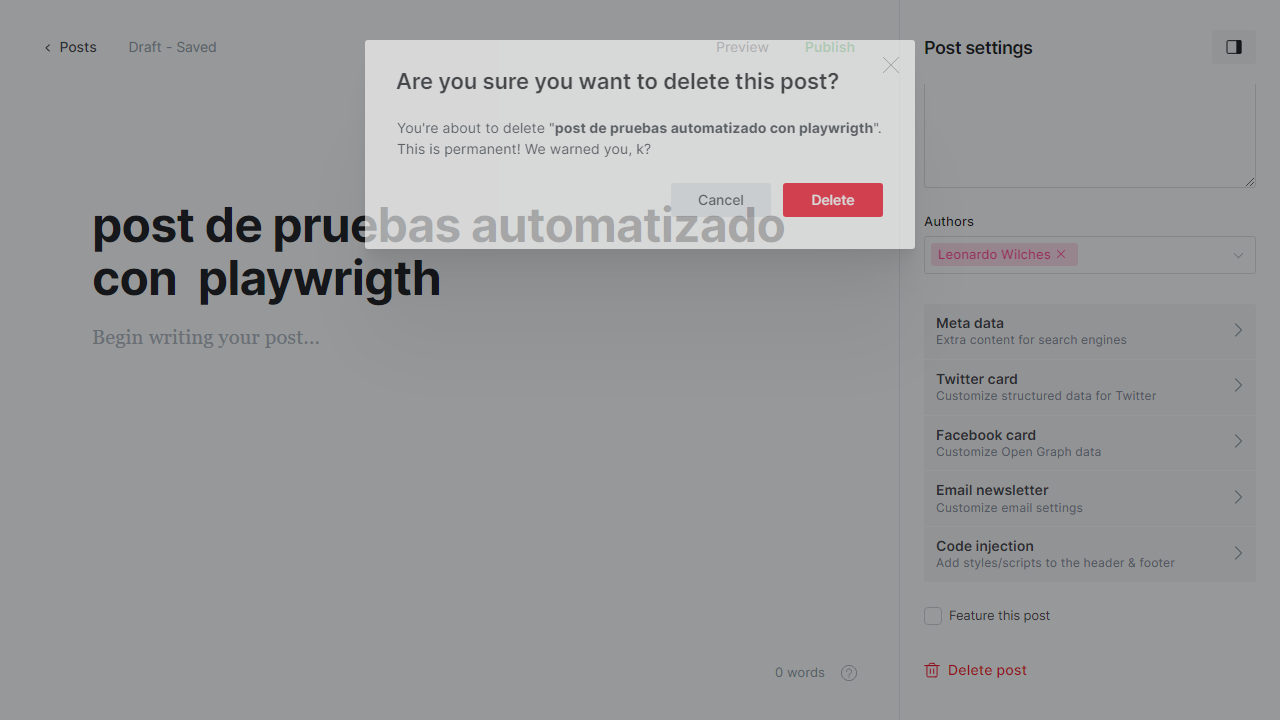 Posts
Draft - Saved
Preview
Publish
Post settings
Are you sure you want to delete this post?
You're about to delete "post de pruebas automatizado con playwrigth".
This is permanent! We warned you, k?
Cancel
Delete
post de pruebas automatizado
con playwrigth
Begin writing your post...
Authors
Leonardo Wilches
Meta data
Extra content for search engines
Twitter card
Customize structured data for Twitter
Facebook card
Customize Open Graph data
Email newsletter
Customize email settings
Code injection
Add styles/scripts to the header & footer
Feature this post
0 words
?
Delete post